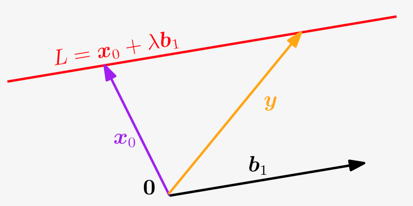 L = x₀ + λb₁
x₀
y
b₁
0